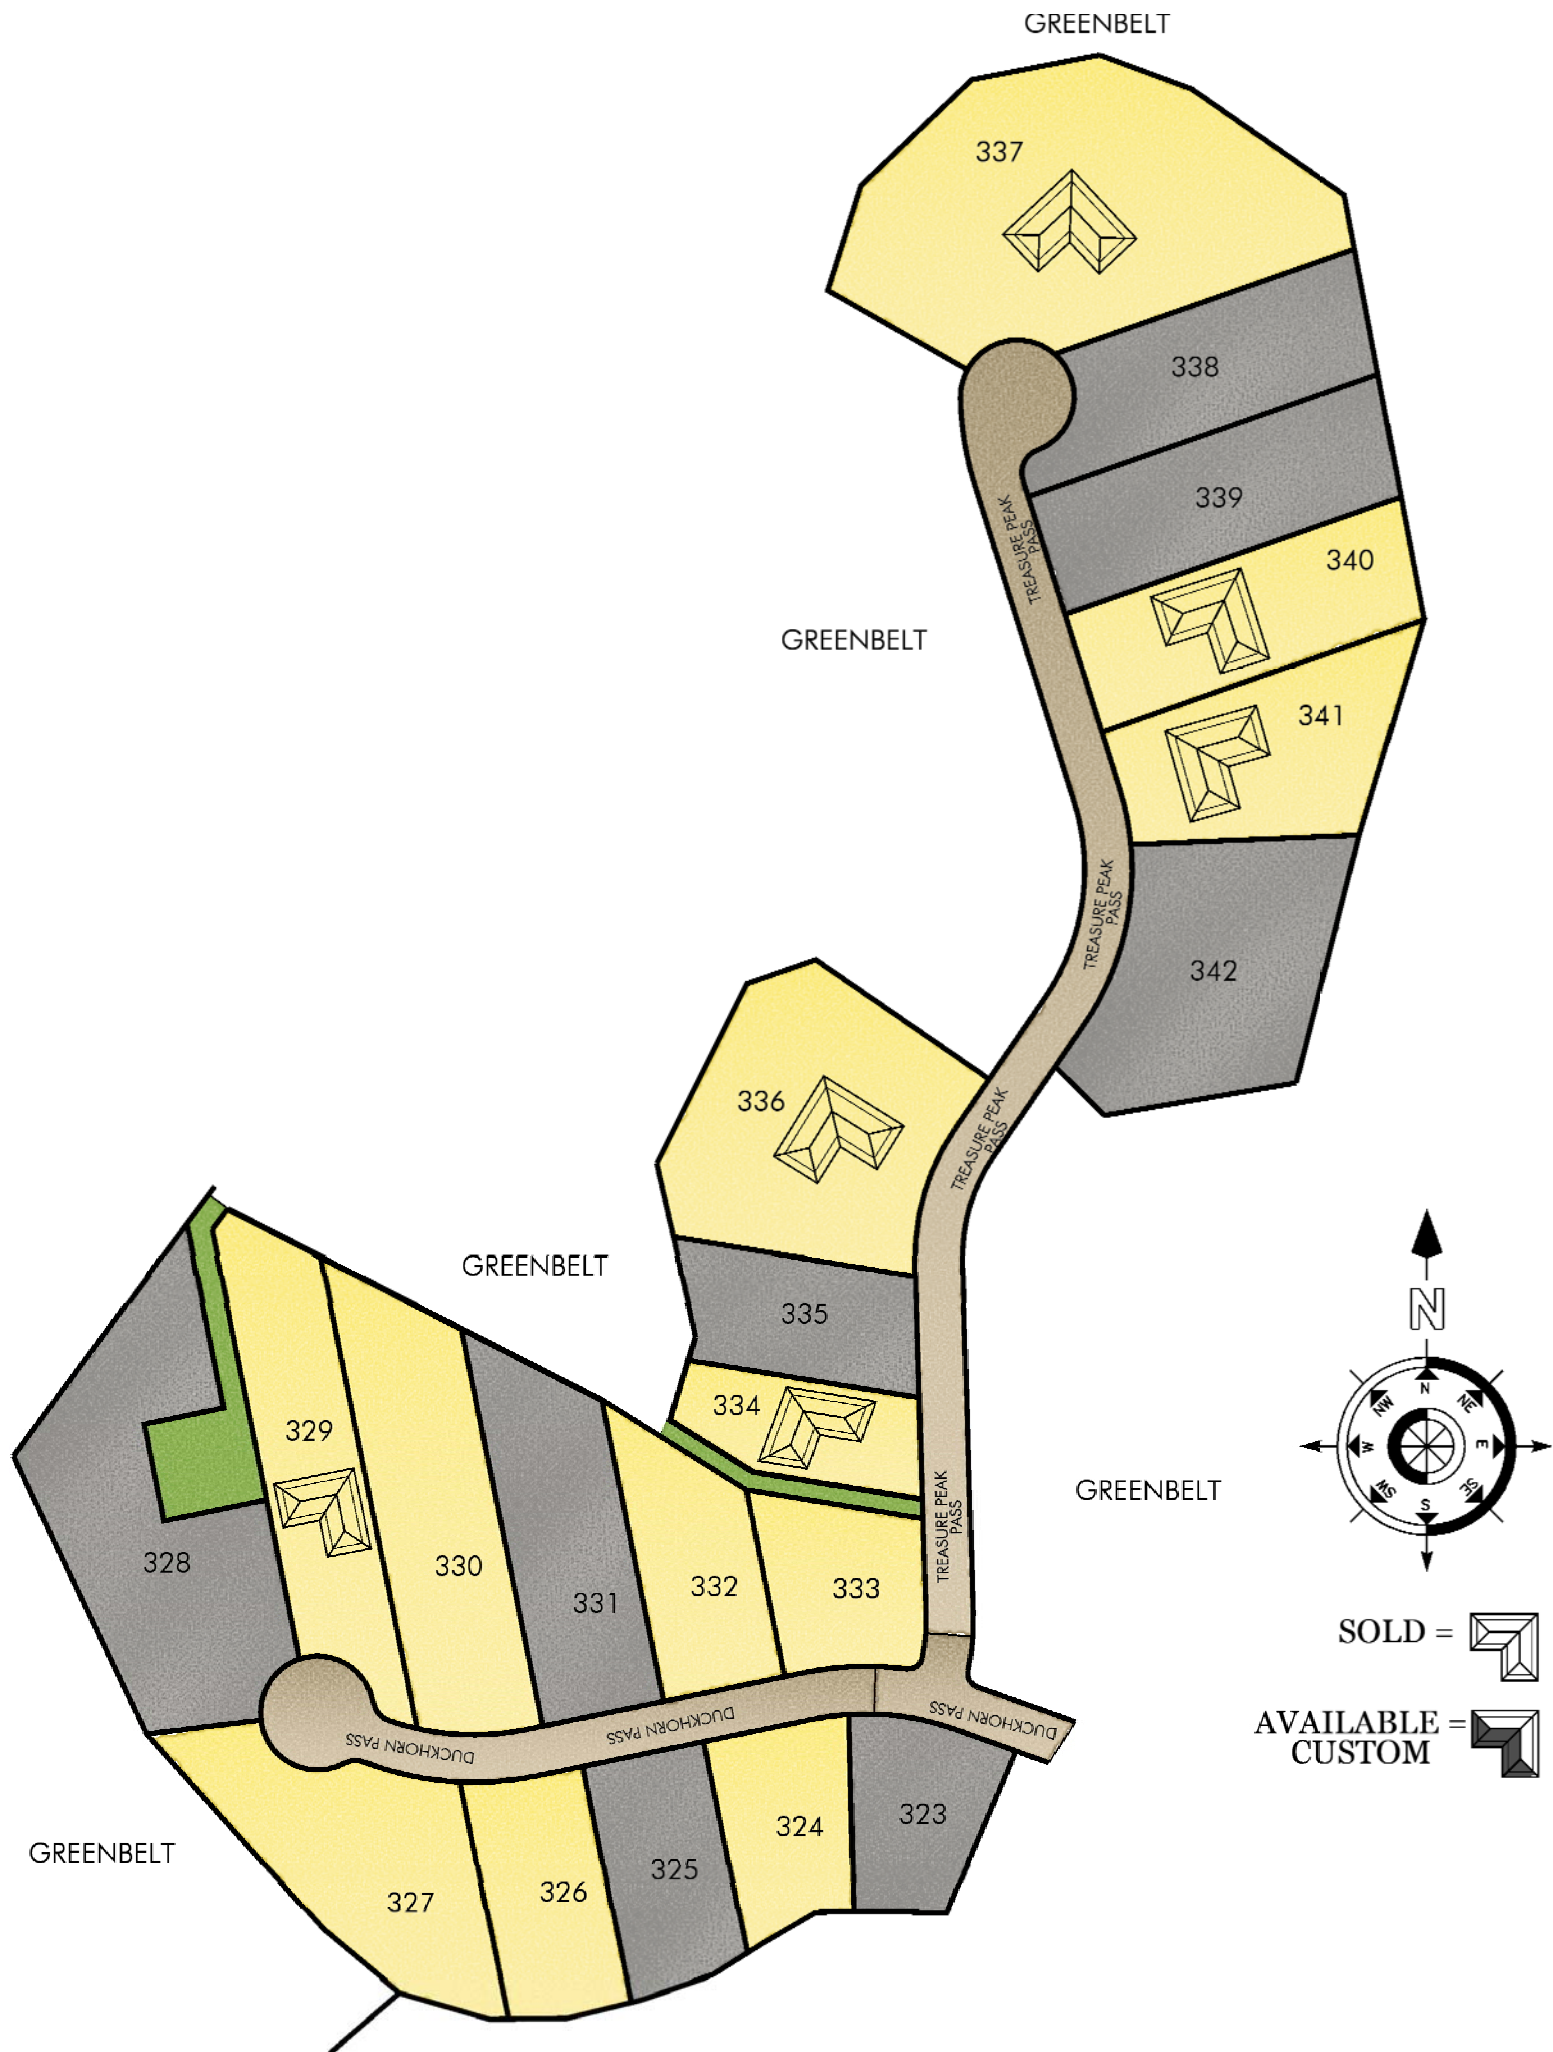 GREENBELT
337
338
339
TREASURE PEAK
PASS
340
GREENBELT
341
TREASURE PEAK
PASS
342
336
TREASURE PEAK
PASS
GREENBELT
335
334
329
GREENBELT
TREASURE PEAK
PASS
328
330
331
332
333
DUCKHORN PASS
DUCKHORN PASS
DUCKHORN PASS
323
324
325
326
327
GREENBELT
N
N
NE
E
SE
S
SW
W
NW
SOLD =
AVAILABLE =
CUSTOM